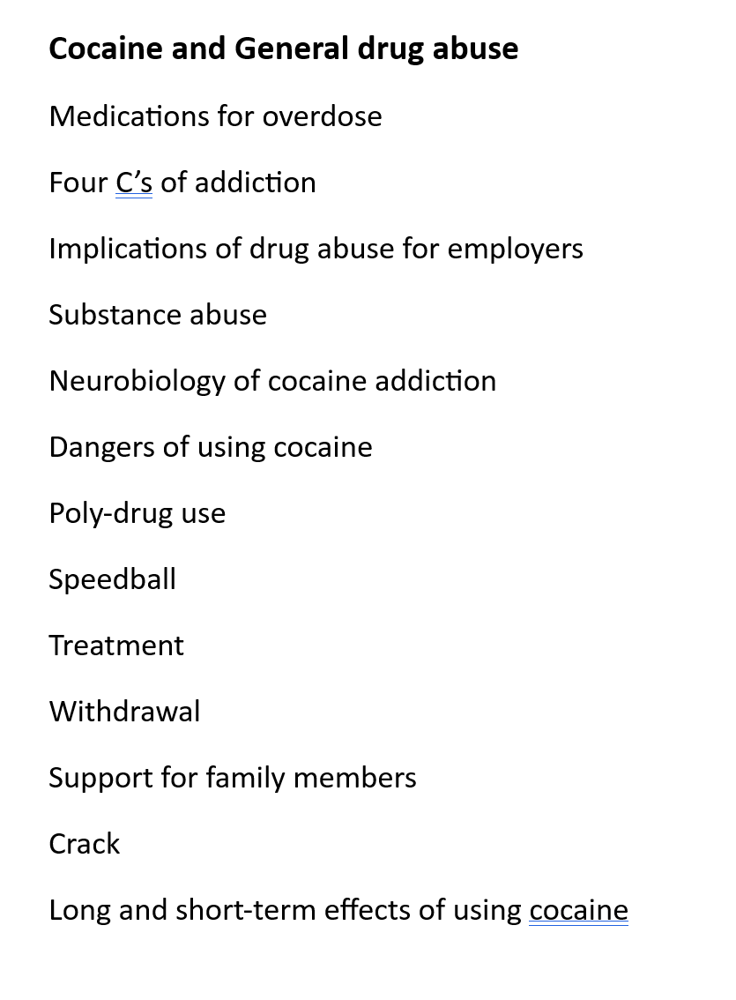 Cocaine and General drug abuse
Medications for overdose
Four C’s of addiction
Implications of drug abuse for employers
Substance abuse
Neurobiology of cocaine addiction
Dangers of using cocaine
Poly-drug use
Speedball
Treatment
Withdrawal
Support for family members
Crack
Long and short-term effects of using cocaine